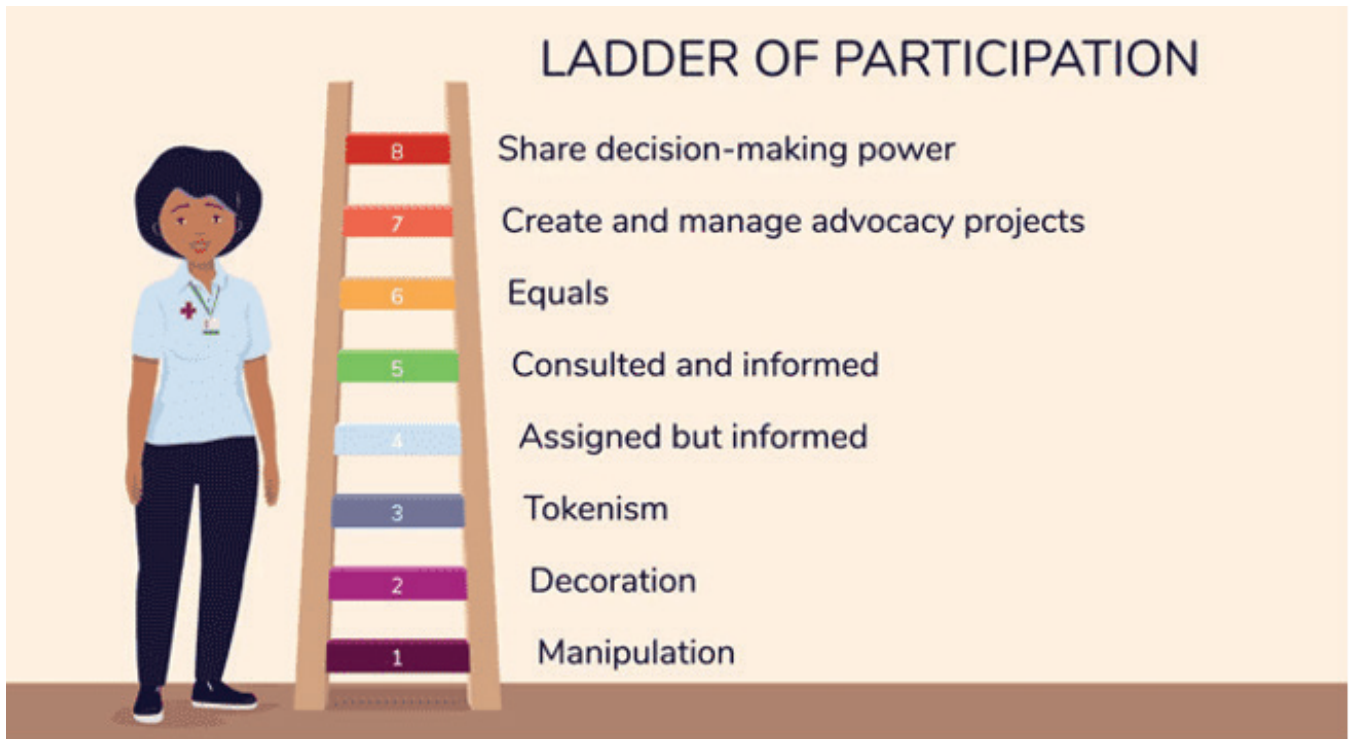 LADDER OF PARTICIPATION
8 Share decision-making power
7 Create and manage advocacy projects
6 Equals
5 Consulted and informed
4 Assigned but informed
3 Tokenism
2 Decoration
1 Manipulation